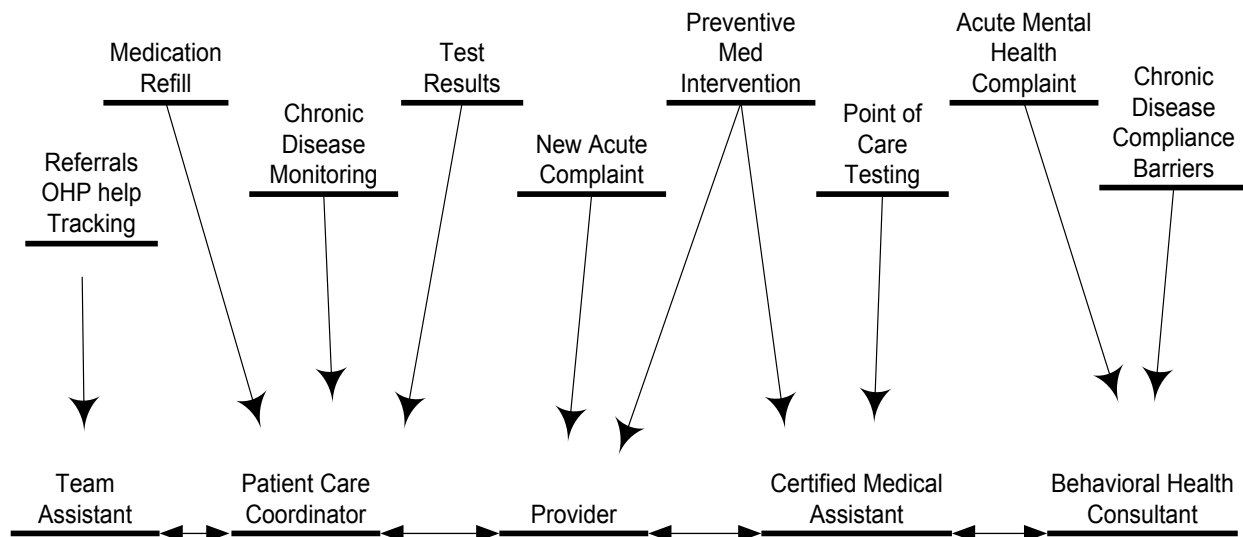 Medication
Refill
Test
Results
Preventive
Med
Intervention
Acute Mental
Health
Complaint
Chronic
Disease
Compliance
Barriers
Chronic
Disease
Monitoring
New Acute
Complaint
Point of
Care
Testing
Referrals
OHP help
Tracking
Team
Assistant
Patient Care
Coordinator
Provider
Certified Medical
Assistant
Behavioral Health
Consultant